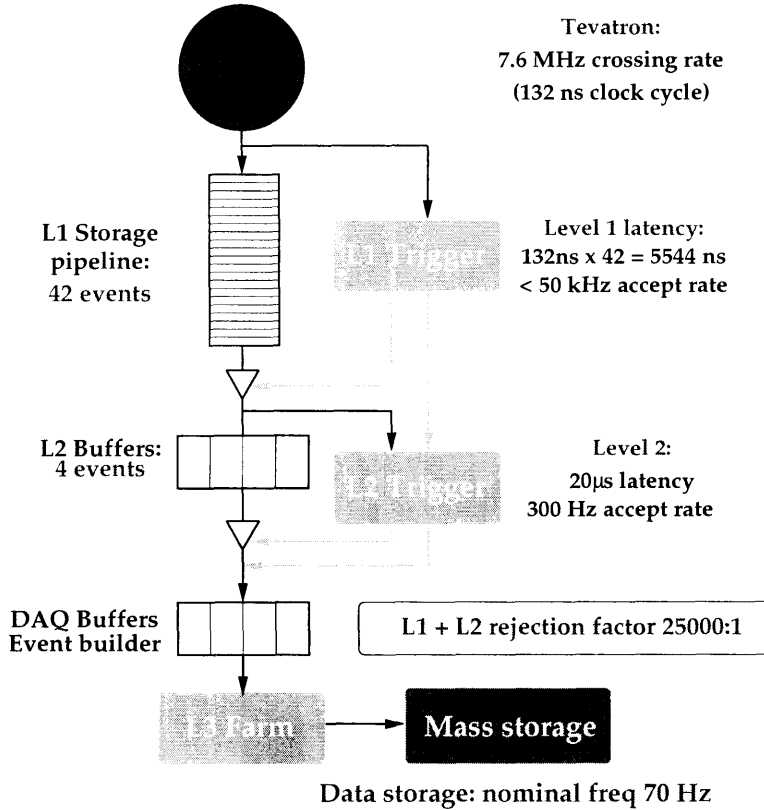 Tevatron:
7.6 MHz crossing rate
(132 ns clock cycle)
L1 Storage
pipeline:
42 events
L1 Trigger
Level 1 latency:
132ns x 42 = 5544 ns
< 50 kHz accept rate
L2 Buffers:
4 events
L2 Trigger
Level 2:
20µs latency
300 Hz accept rate
DAQ Buffers
Event builder
L1 + L2 rejection factor 25000:1
L3 Farm
Mass storage
Data storage: nominal freq 70 Hz